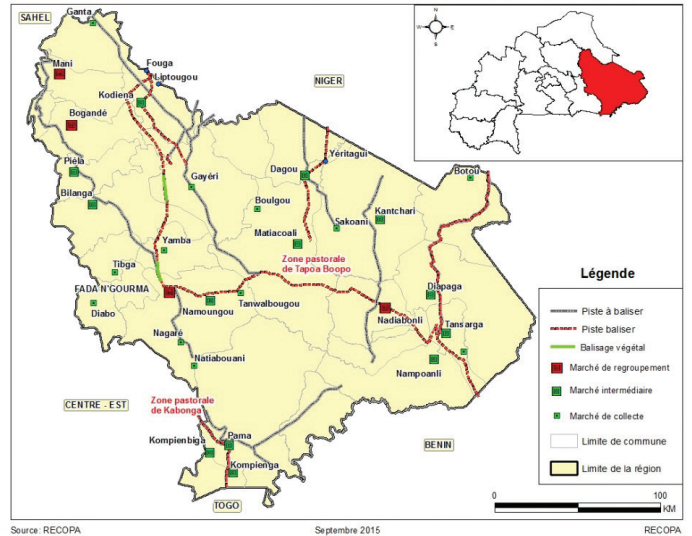 SAHEL
Ganta
Mani
Fouga
Liptougou
Kodiena
Bogandé
NIGER
N
W
E
S
Piéla
Bilanga
Gayéri
Dagou
Yéritagui
Botou
Boulgou
Sakoani
Kantchari
Matiacoali
Yamba
Zone pastorale
de Tapoa Boopo
Tibga
FADA N'GOURMA
Diabo
Namoungou
Tanwalbougou
Nadiabonli
Diapaga
Tansarga
Nagaré
Natiabouani
Nampoanli
Zone pastorale
de Kabonga
CENTRE - EST
Kompienbiga
Pama
Kompienga
BENIN
TOGO
Légende
Piste à baliser
Piste baliser
Balisage végétal
Marché de regroupement
Marché intermédiaire
Marché de collecte
Limite de commune
Limite de la région
0
100
KM
Source: RECOPA
Septembre 2015
RECOPA